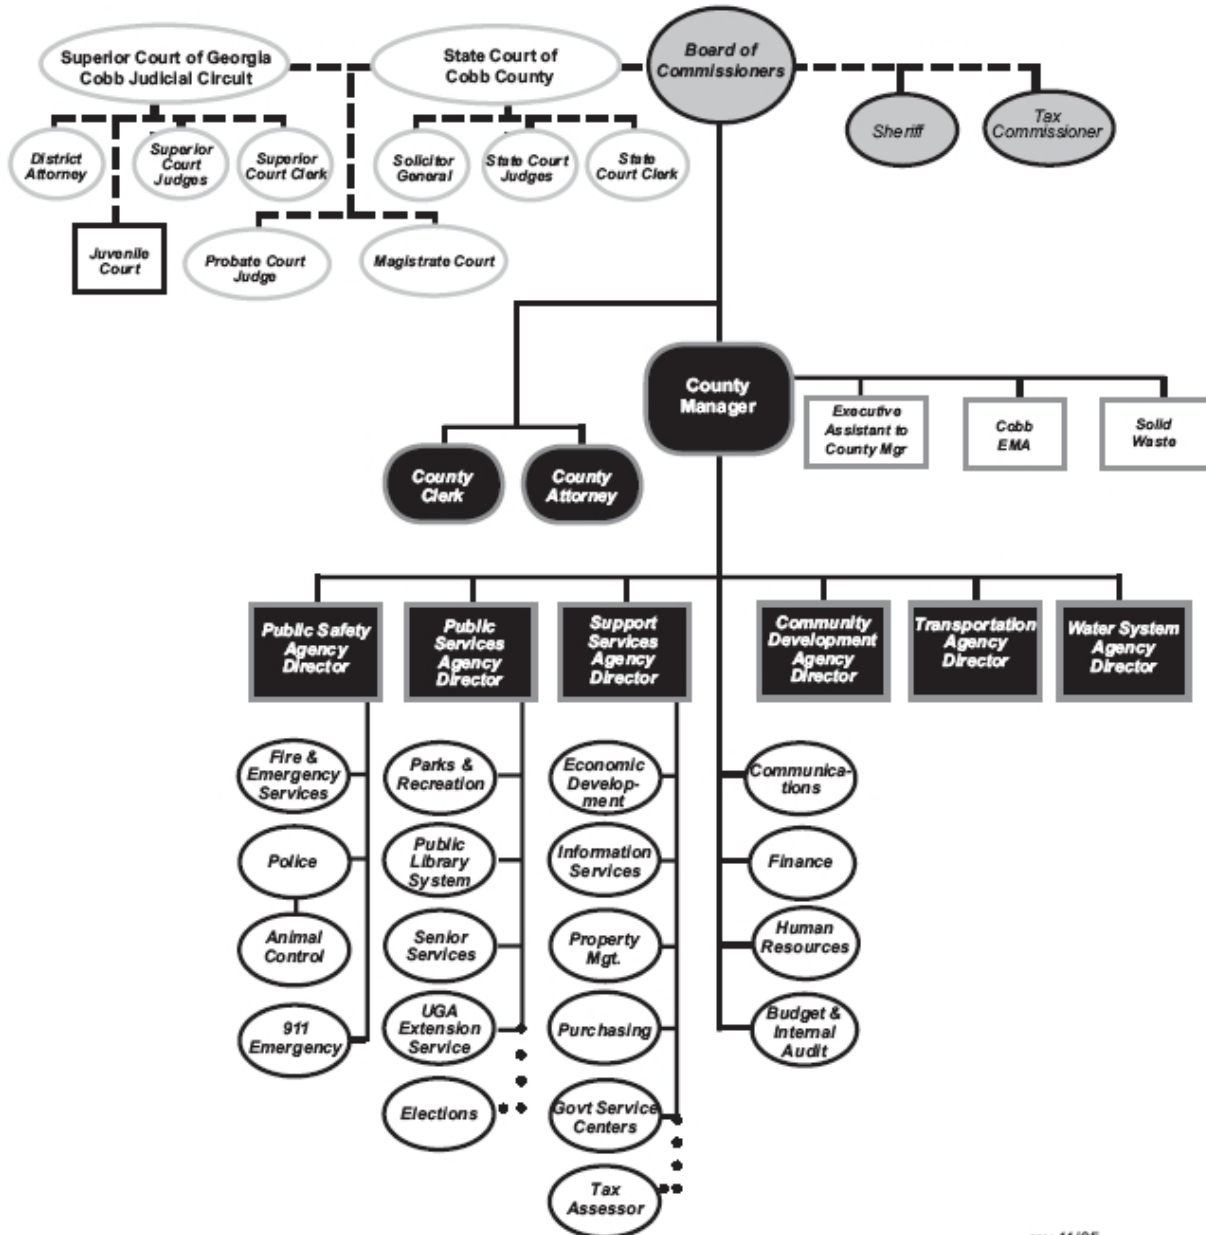 Superior Court of Georgia
Cobb Judicial Circuit
State Court of
Cobb County
Board of
Commissioners
Sheriff
Tax
Commissioner
District
Attorney
Superior
Court
Judges
Superior
Court Clerk
Solicitor
General
State Court
Judges
State
Court Clerk
Juvenile
Court
Probate Court
Judge
Magistrate Court
County
Manager
Executive
Assistant to
County Mgr
Cobb
EMA
Solid
Waste
County
Clerk
County
Attorney
Public Safety
Agency
Director
Public
Services
Agency
Director
Support
Services
Agency
Director
Community
Development
Agency
Director
Transportation
Agency
Director
Water System
Agency
Director
Fire &
Emergency
Services
Police
Animal
Control
911
Emergency
Parks &
Recreation
Public
Library
System
Senior
Services
UGA
Extension
Service
Elections
Economic
Develop-
ment
Information
Services
Property
Mgt.
Purchasing
Govt Service
Centers
Tax
Assessor
Communica-
tions
Finance
Human
Resources
Budget &
Internal
Audit